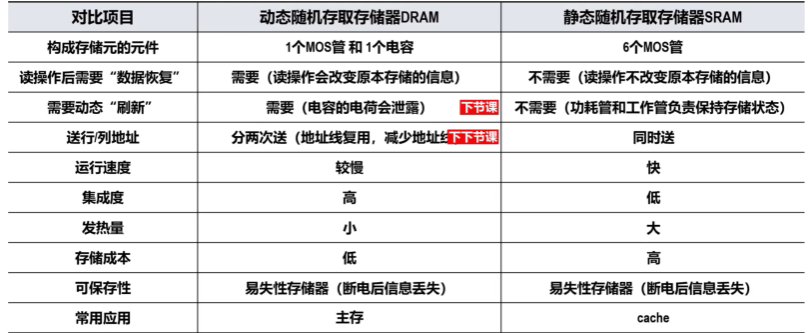 对比项目 动态随机存取存储器DRAM 静态随机存取存储器SRAM
构成存储元的元件 1个MOS管 和 1个电容 6个MOS管
读操作后需要“数据恢复” 需要（读操作会改变原本存储的信息） 不需要（读操作不改变原本存储的信息）
需要动态“刷新” 需要（电容的电荷会泄露） 下节课 不需要（功耗管和工作管负责保持存储状态）
送行/列地址 分两次送（地址线复用，减少地址 下下节课 同时送
运行速度 较慢 快
集成度 高 低
发热量 小 大
存储成本 低 高
可保存性 易失性存储器（断电后信息丢失） 易失性存储器（断电后信息丢失）
常用应用 主存 cache